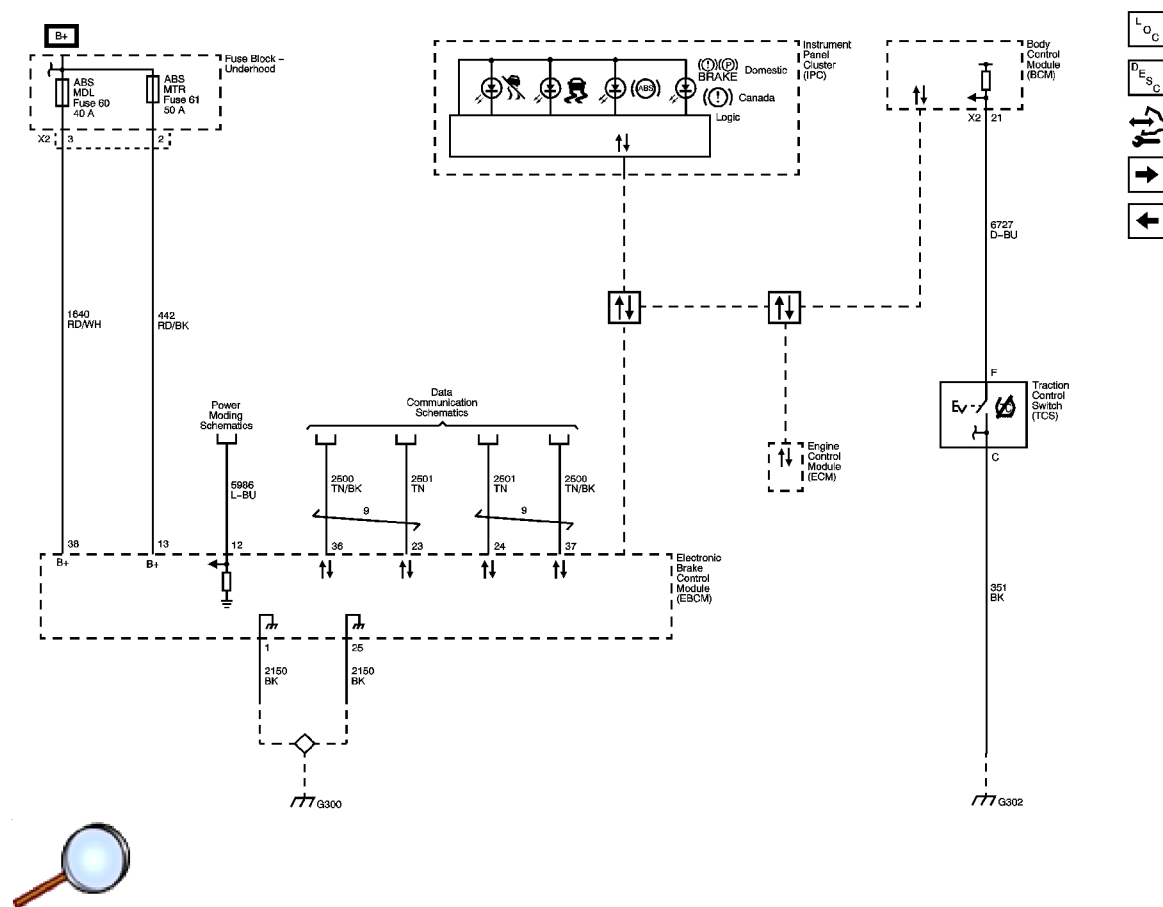 B+
Fuse Block –
Underhood
ABS
MDL
Fuse 60
40 A
ABS
MTR
Fuse 61
50 A
X2
3
2
Instrument
Panel
Cluster
(IPC)
(!)(P)
BRAKE
Domestic
(ABS)
(!)
Canada
Logic
Body
Control
Module
(BCM)
X2
21
LOC
DESC
6727
D–BU
1640
RD/WH
442
RD/BK
F
Traction
Control
Switch
(TCS)
C
Power
Moding
Schematics
Data
Communication
Schematics
Engine
Control
Module
(ECM)
5986
L–BU
2500
TN/BK
2501
TN
2501
TN
2500
TN/BK
9
9
38
13
12
36
23
24
37
B+
B+
Electronic
Brake
Control
Module
(EBCM)
351
BK
1
25
2150
BK
2150
BK
G300
G302